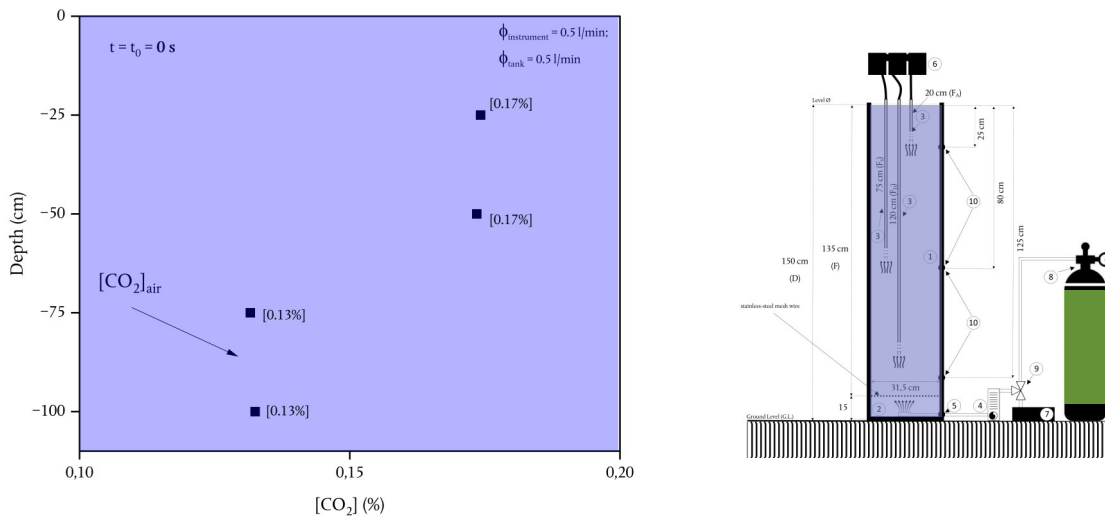 t = t0 = 0 s
ϕinstrument = 0.5 l/min;
ϕtank = 0.5 l/min
0
−25
−50
−75
−100
Depth (cm)
[0.17%]
[0.17%]
[CO2]air
[0.13%]
[0.13%]
0,10
0,15
0,20
[CO2] (%)
6
20 cm (FA)
Level Ø
3
25 cm
75 cm (FA)
120 cm (FA)
3
80 cm
10
3
1
135 cm
(F)
125 cm
150 cm
(D)
8
stainless-steel mesh wire
10
31,5 cm
9
15
2
5
4
7
Ground Level (G.L.)